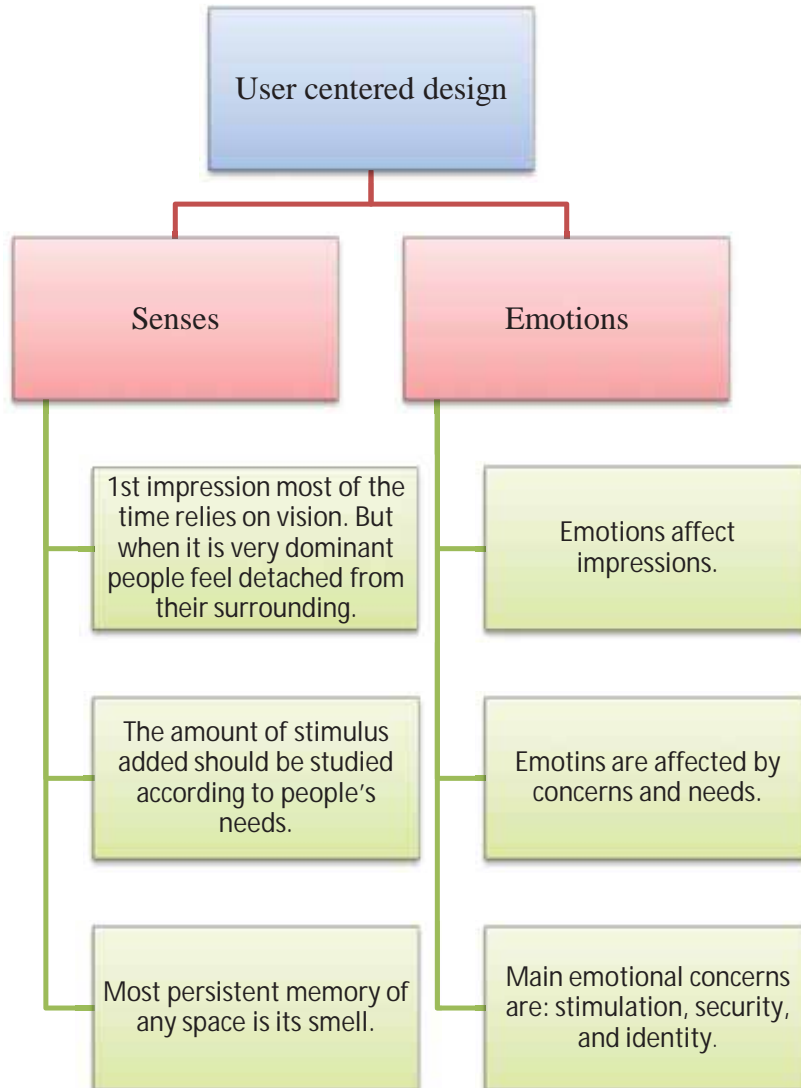 User centered design
Senses
Emotions
1st impression most of the
time relies on vision. But
when it is very dominant
people feel detached from
their surrounding.
The amount of stimulus
added should be studied
according to people's
needs.
Most persistent memory of
any space is its smell.
Emotions affect
impressions.
Emotins are affected by
concerns and needs.
Main emotional concerns
are: stimulation, security,
and identity.